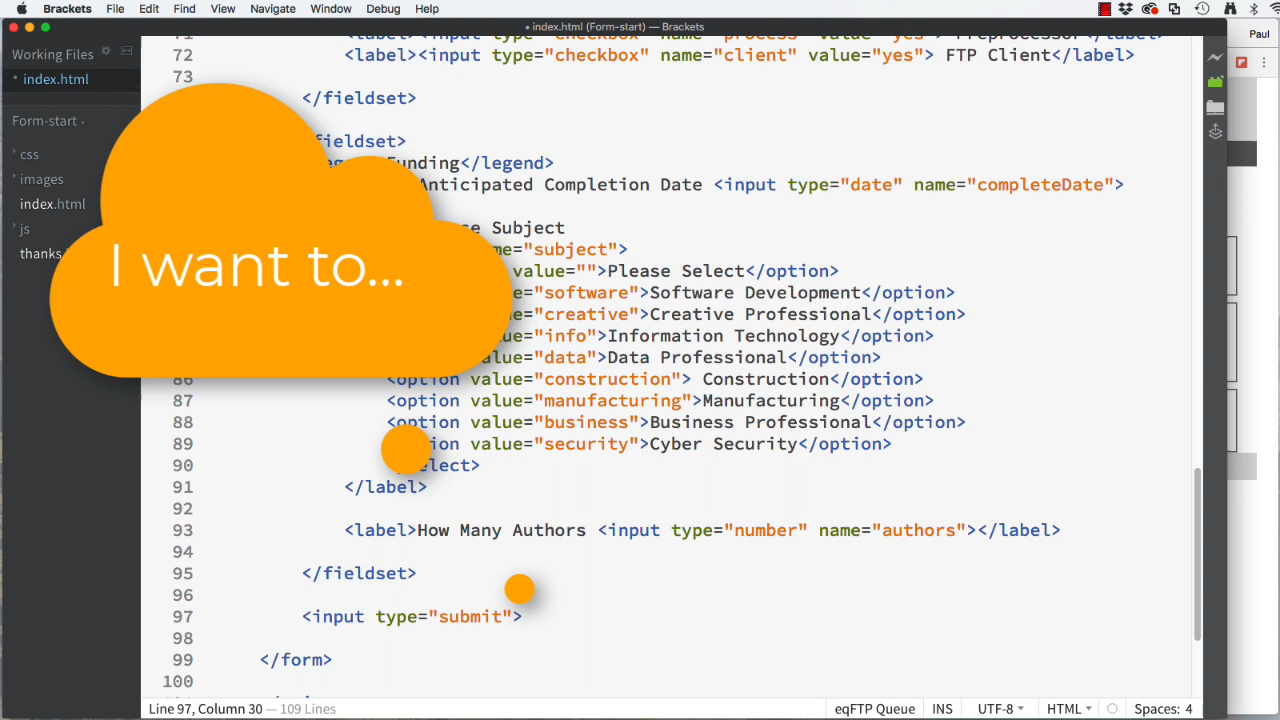 Brackets File Edit Find View Navigate Window Debug Help
• index.html (Form-start) — Brackets
Paul
Working Files
• index.html
Form-start
css
images
index.html
js
thanks
72 <label><input type="checkbox" name="client" value="yes"> FTP Client</label>
73
</fieldset>
fieldset>
Funding</legend>
Anticipated Completion Date <input type="date" name="completeDate">
Subject
="subject">
value="">Please Select</option>
="software">Software Development</option>
="creative">Creative Professional</option>
="info">Information Technology</option>
="data">Data Professional</option>
86 <option value="construction"> Construction</option>
87 <option value="manufacturing">Manufacturing</option>
88 <option value="business">Business Professional</option>
89 value="security">Cyber Security</option>
90 select>
91 </label>
92
93 <label>How Many Authors <input type="number" name="authors"></label>
94
95 </fieldset>
96
97 <input type="submit">
98
99 </form>
100
I want to...
Line 97, Column 30 — 109 Lines
eqFTP Queue INS UTF-8 HTML Spaces: 4